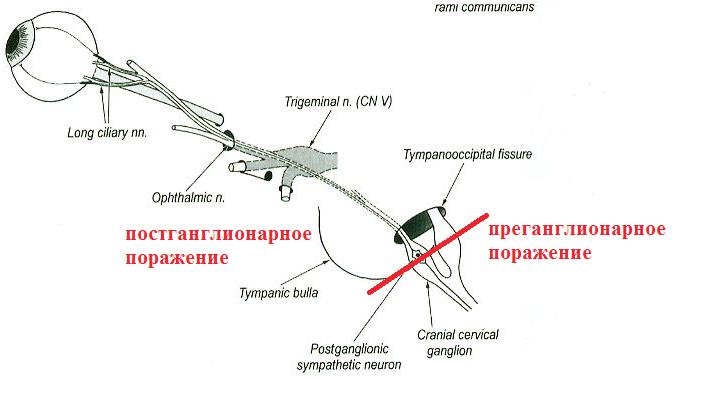 rami communicans
Trigeminal n. (CN V)
Long ciliary nn.
Tympanooccipital fissure
Ophthalmic n.
постганглионарное
поражение
преганглионарное
поражение
Tympanic bulla
Cranial cervical
ganglion
Postganglionic
sympathetic neuron